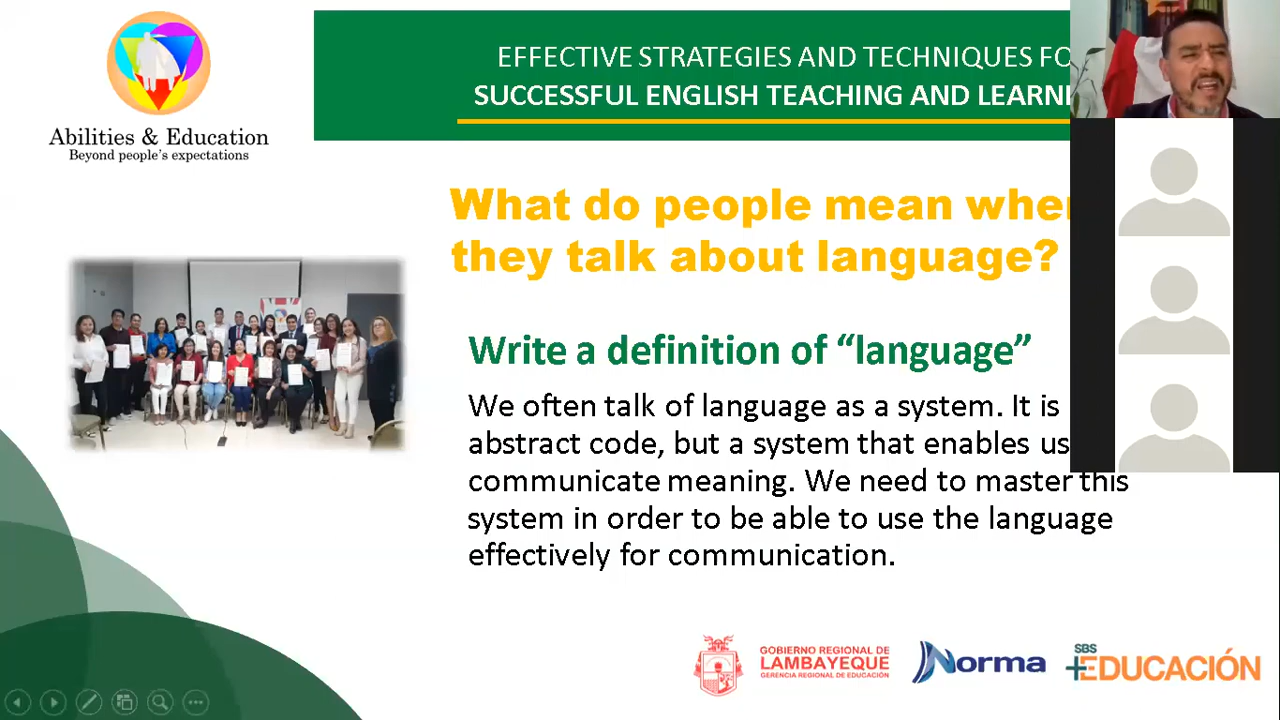 Abilities & Education
Beyond people's expectations
EFFECTIVE STRATEGIES AND TECHNIQUES FO
SUCCESSFUL ENGLISH TEACHING AND LEARN
What do people mean when
they talk about language?
Write a definition of “language”
We often talk of language as a system. It is
abstract code, but a system that enables us
communicate meaning. We need to master this
system in order to be able to use the language
effectively for communication.
GOBIERNO REGIONAL DE
LAMBAYEQUE
GERENCIA REGIONAL DE EDUCACIÓN
Norma
SBS
+EDUCACIÓN